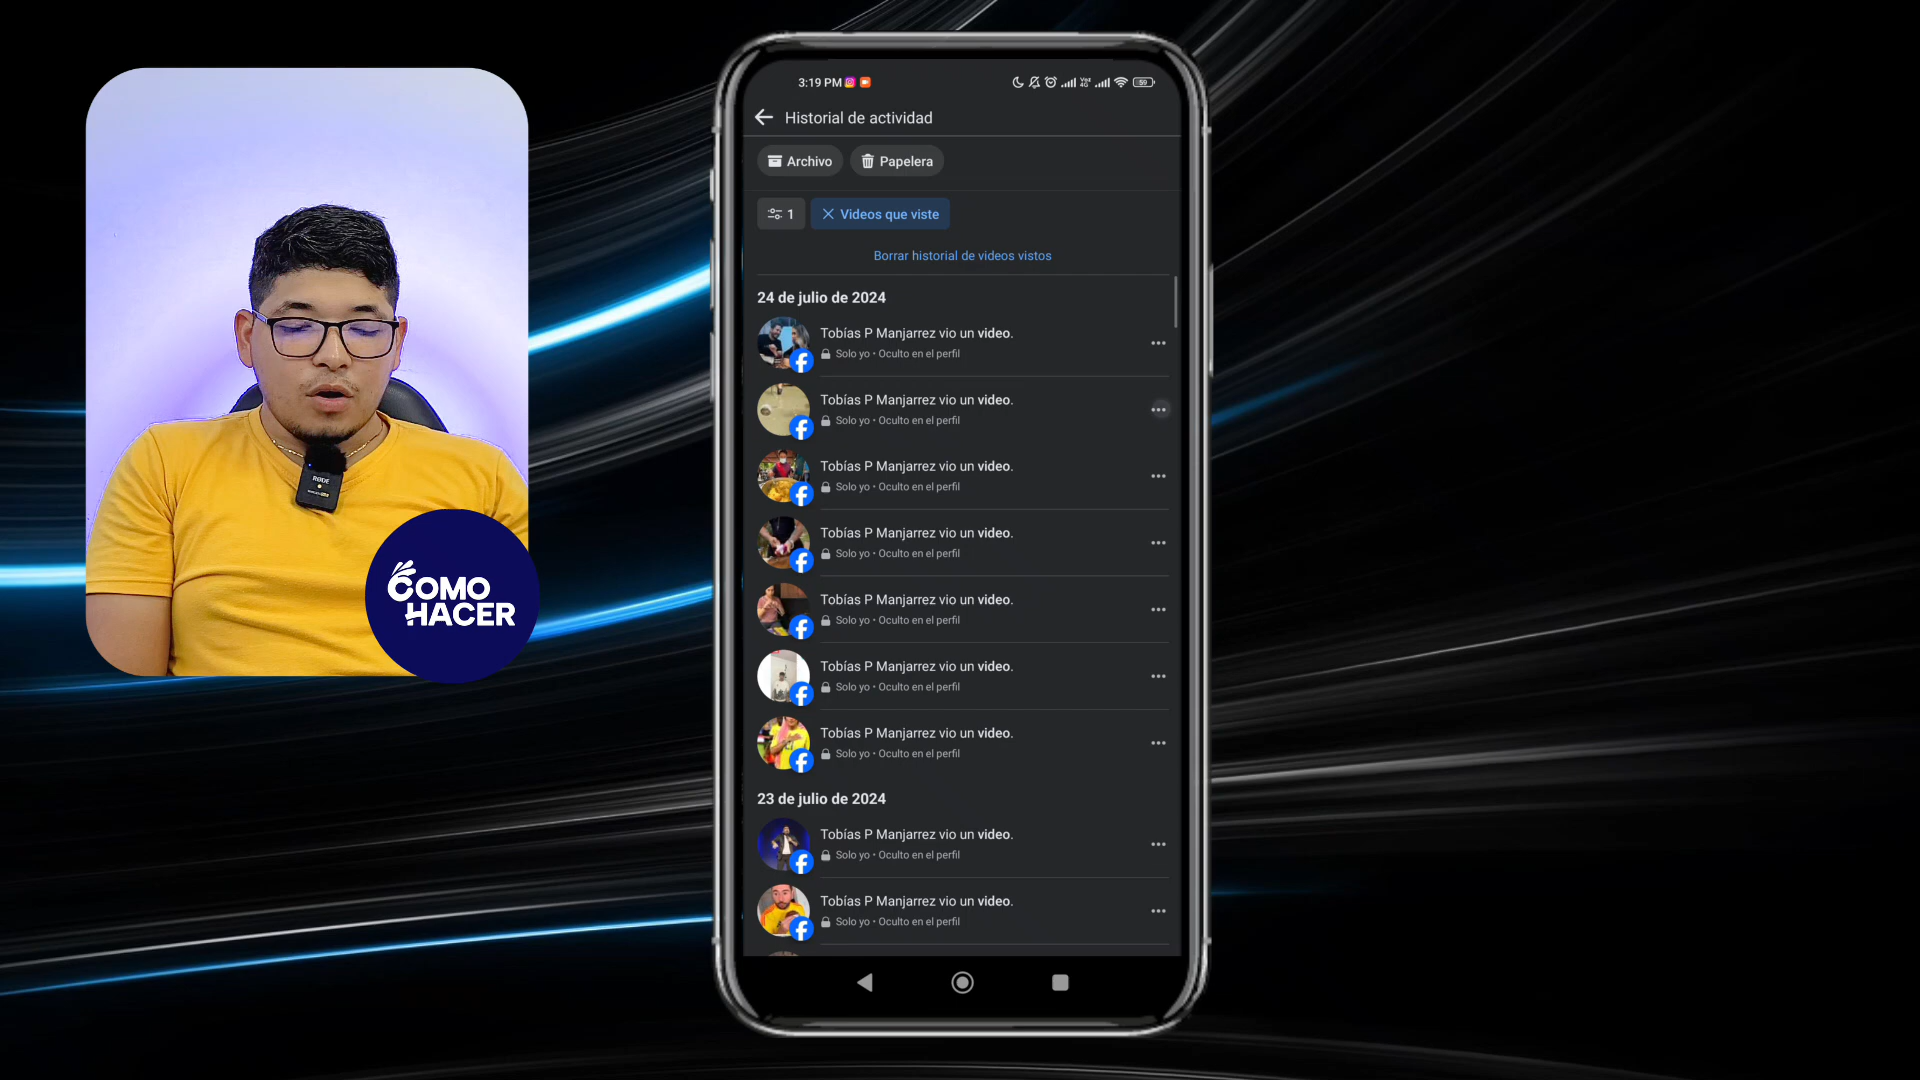 3:19 PM
Vo1 4G
59
Historial de actividad
Archivo
Papelera
1
Videos que viste
Borrar historial de videos vistos
24 de julio de 2024
Tobías P Manjarrez vio un video.
Solo yo • Oculto en el perfil
Tobías P Manjarrez vio un video.
Solo yo • Oculto en el perfil
Tobías P Manjarrez vio un video.
Solo yo • Oculto en el perfil
Tobías P Manjarrez vio un video.
Solo yo • Oculto en el perfil
Tobías P Manjarrez vio un video.
Solo yo • Oculto en el perfil
Tobías P Manjarrez vio un video.
Solo yo • Oculto en el perfil
Tobías P Manjarrez vio un video.
Solo yo • Oculto en el perfil
23 de julio de 2024
Tobías P Manjarrez vio un video.
Solo yo • Oculto en el perfil
Tobías P Manjarrez vio un video.
Solo yo • Oculto en el perfil
RØDE
COMO
HACER